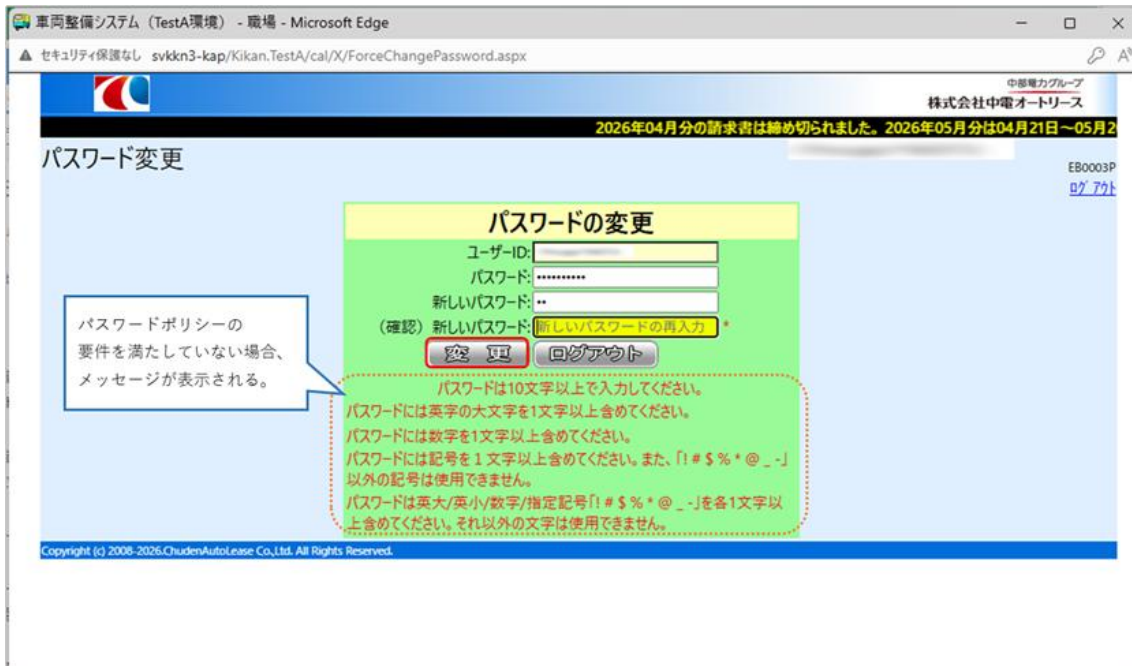 車両整備システム（TestA環境） - 職場 - Microsoft Edge
セキュリティ保護なし svkkn3-kap/Kikan.TestA/cal/X/ForceChangePassword.aspx
中部電力グループ
株式会社中電オートリース
2026年04月分の請求書は締め切られました。2026年05月分は04月21日～05月2
パスワード変更
EB0003P
ログアウト
パスワードの変更
ユーザーID:
パスワード: ••••••••••
新しいパスワード: ••
（確認）新しいパスワード: 新しいパスワードの再入力 *
変 更 ログアウト
パスワードポリシーの
要件を満たしていない場合、
メッセージが表示される。
パスワードは10文字以上で入力してください。
パスワードには英字の大文字を1文字以上含めてください。
パスワードには数字を1文字以上含めてください。
パスワードには記号を１文字以上含めてください。また、「! # $ % * @ _ -」
以外の記号は使用できません。
パスワードは英大/英小/数字/指定記号「! # $ % * @ _ -」を各1文字以
上含めてください。それ以外の文字は使用できません。
Copyright (c) 2008-2026.ChudenAutoLease Co.,Ltd. All Rights Reserved.